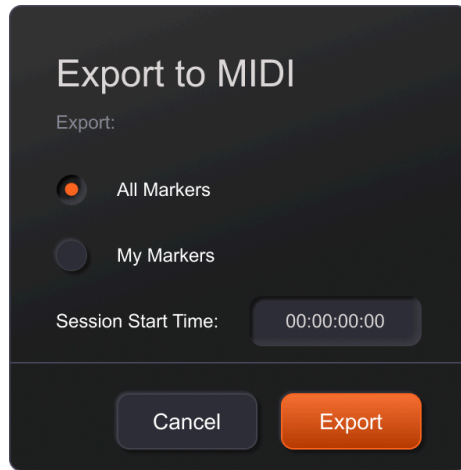 Export to MIDI
Export:
All Markers
My Markers
Session Start Time: 00:00:00:00
Cancel Export